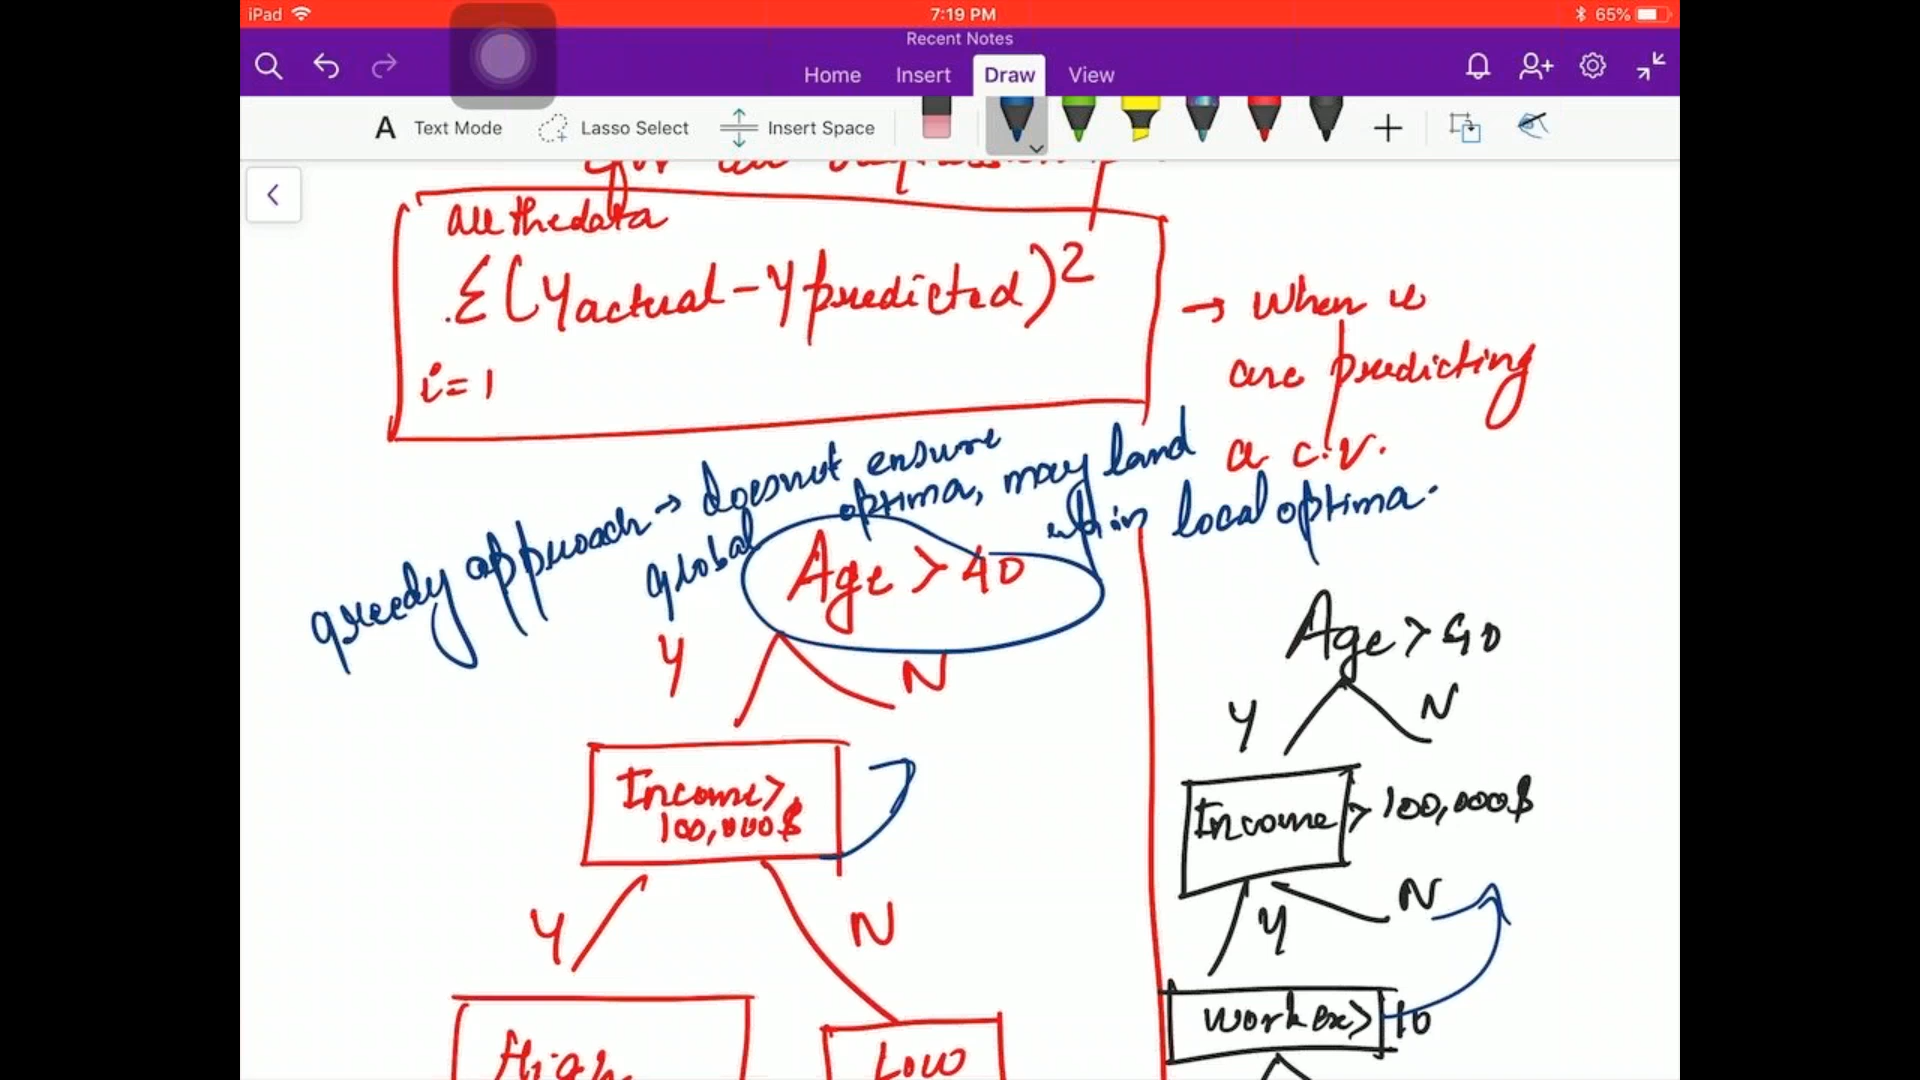 iPad 7:19 PM 65%
Recent Notes
Home Insert Draw View
A Text Mode Lasso Select Insert Space
for
all the data
Σ(Yactual - Ypredicted)²
i=1
→ When u
are predicting
a c.v.
greedy approach → doesnot ensure
global optima, may land
in local optima.
Age > 40
Y N
Income >
100,000$
Y N
High
Low
Age > 40
Y N
Income > 100,000$
Y N
workex > 10